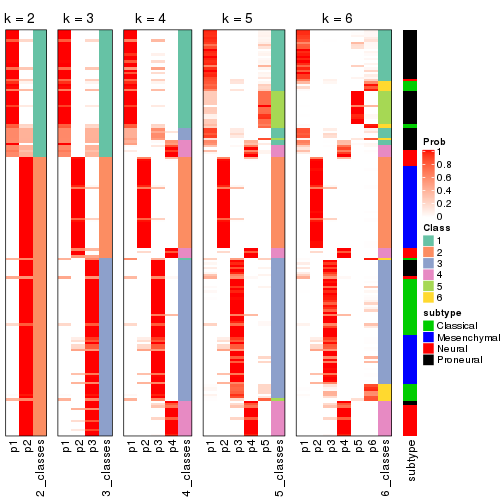 k = 2
k = 3
k = 4
k = 5
k = 6
Prob
1
0.8
0.6
0.4
0.2
0
Class
1
2
3
4
5
6
subtype
Classical
Mesenchymal
Neural
Proneural
p1
p2
2_classes
p1
p2
p3
3_classes
p1
p2
p3
p4
4_classes
p1
p2
p3
p4
p5
5_classes
p1
p2
p3
p4
p5
p6
6_classes
subtype